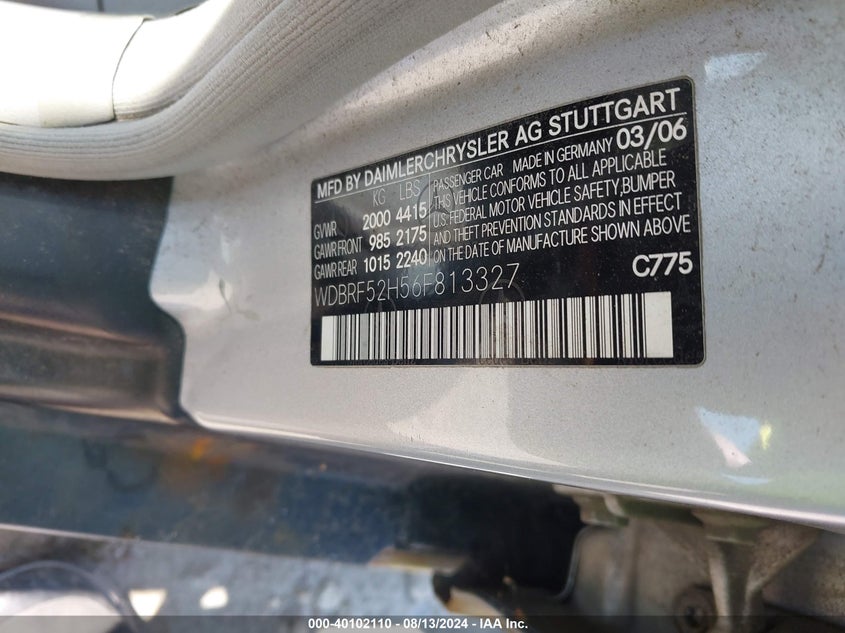 MFD BY DAIMLERCHRYSLER AG STUTTGART
KG LBS PASSENGER CAR MADE IN GERMANY 03/06
GVWR 2000 4415 THIS VEHICLE CONFORMS TO ALL APPLICABLE
U.S. FEDERAL MOTOR VEHICLE SAFETY,BUMPER
GAWR FRONT 985 2175 AND THEFT PREVENTION STANDARDS IN EFFECT
GAWR REAR 1015 2240 ON THE DATE OF MANUFACTURE SHOWN ABOVE
WDBRF52H56F813327 C775
000-40102110 - 08/13/2024 - IAA Inc.